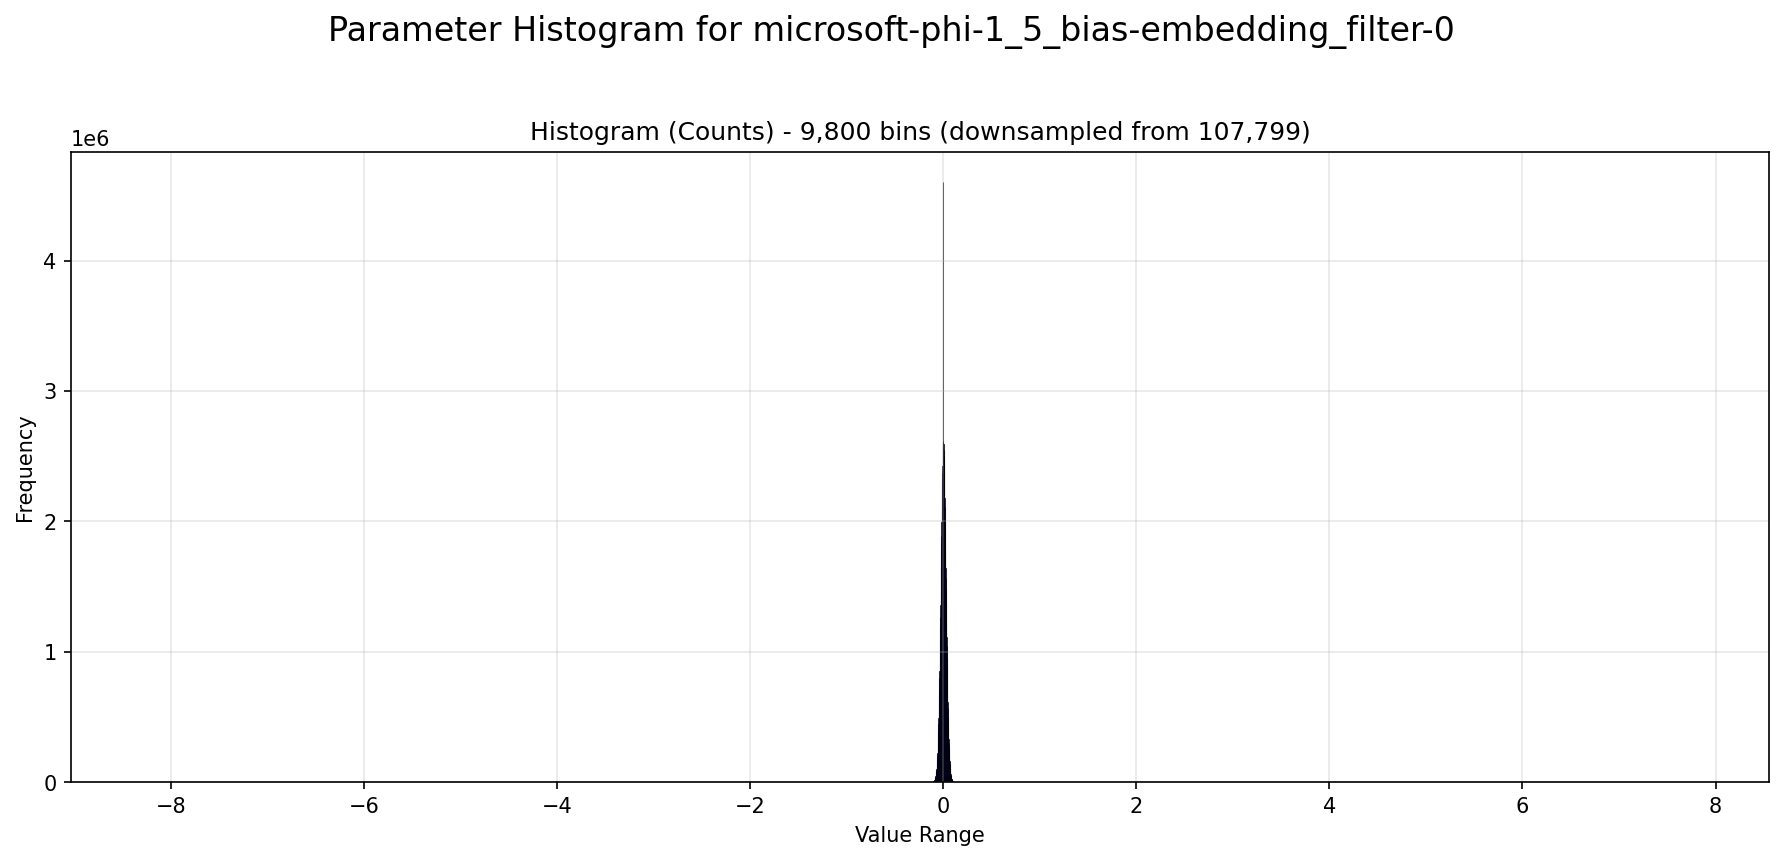 Parameter Histogram for microsoft-phi-1_5_bias-embedding_filter-0
Histogram (Counts) - 9,800 bins (downsampled from 107,799)
1e6
4
3
2
1
0
Frequency
−8
−6
−4
−2
0
2
4
6
8
Value Range